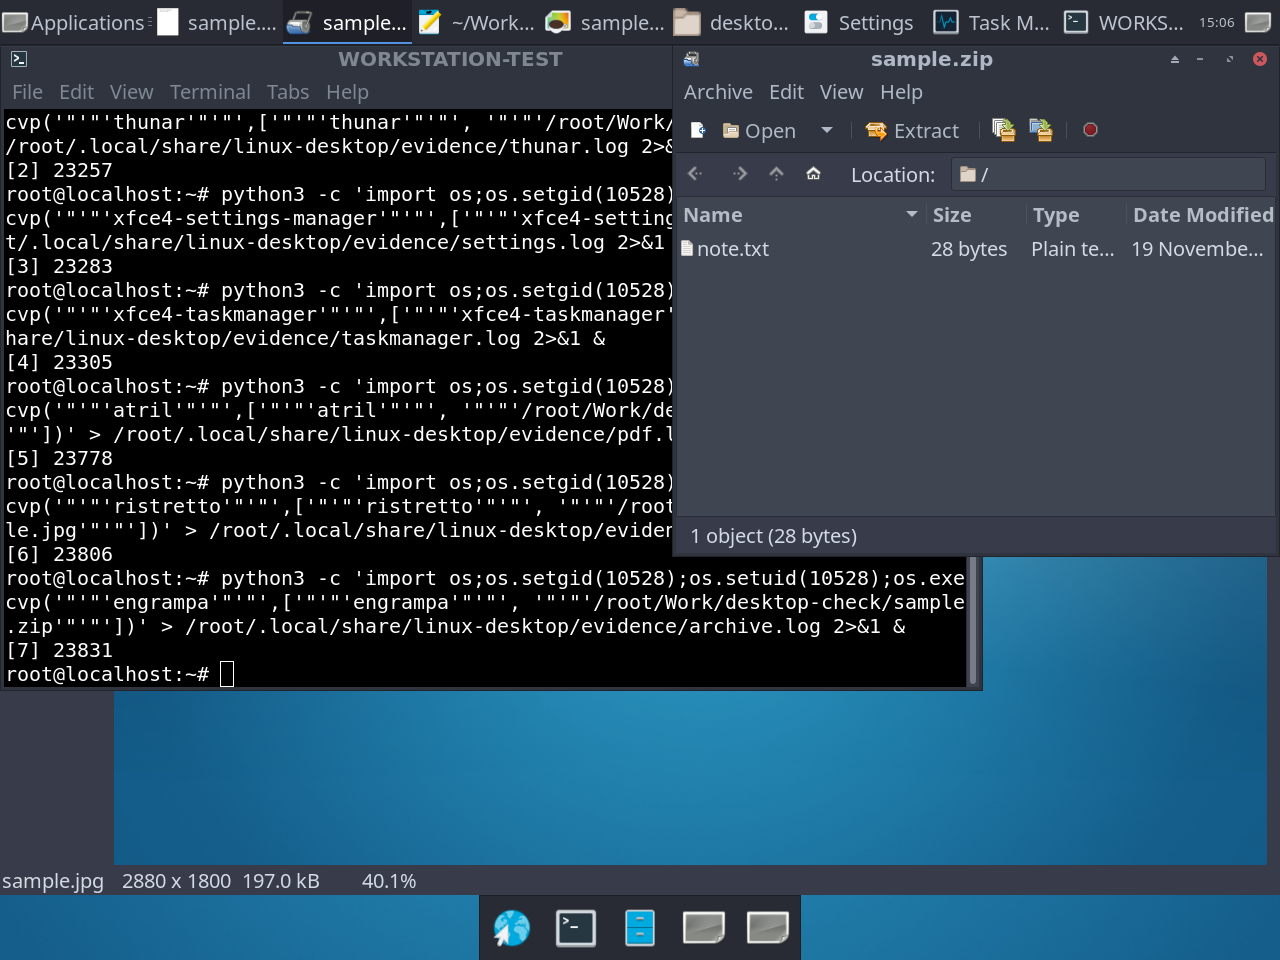 Applications
sample....
sample...
~/Work...
sample...
deskto...
Settings
Task M...
WORKS...
15:06
WORKSTATION-TEST
File Edit View Terminal Tabs Help
cvp('"'"'thunar'"'"',['"'"'thunar'"'"', '"'"'/root/Work/
/root/.local/share/linux-desktop/evidence/thunar.log 2>&
[2] 23257
root@localhost:~# python3 -c 'import os;os.setgid(10528)
cvp('"'"'xfce4-settings-manager'"'"',['"'"'xfce4-setting
t/.local/share/linux-desktop/evidence/settings.log 2>&1
[3] 23283
root@localhost:~# python3 -c 'import os;os.setgid(10528)
cvp('"'"'xfce4-taskmanager'"'"',['"'"'xfce4-taskmanager'
hare/linux-desktop/evidence/taskmanager.log 2>&1 &
[4] 23305
root@localhost:~# python3 -c 'import os;os.setgid(10528)
cvp('"'"'atril'"'"',['"'"'atril'"'"', '"'"'/root/Work/de
'"'])' > /root/.local/share/linux-desktop/evidence/pdf.l
[5] 23778
root@localhost:~# python3 -c 'import os;os.setgid(10528)
cvp('"'"'ristretto'"'"',['"'"'ristretto'"'"', '"'"'/root
le.jpg'"'"'])' > /root/.local/share/linux-desktop/eviden
[6] 23806
root@localhost:~# python3 -c 'import os;os.setgid(10528);os.setuid(10528);os.exe
cvp('"'"'engrampa'"'"',['"'"'engrampa'"'"', '"'"'/root/Work/desktop-check/sample
.zip'"'"'])' > /root/.local/share/linux-desktop/evidence/archive.log 2>&1 &
[7] 23831
root@localhost:~#
sample.zip
Archive Edit View Help
Open Extract
Location: /
Name Size Type Date Modified
note.txt 28 bytes Plain te... 19 Novembe...
1 object (28 bytes)
sample.jpg 2880 x 1800 197.0 kB 40.1%